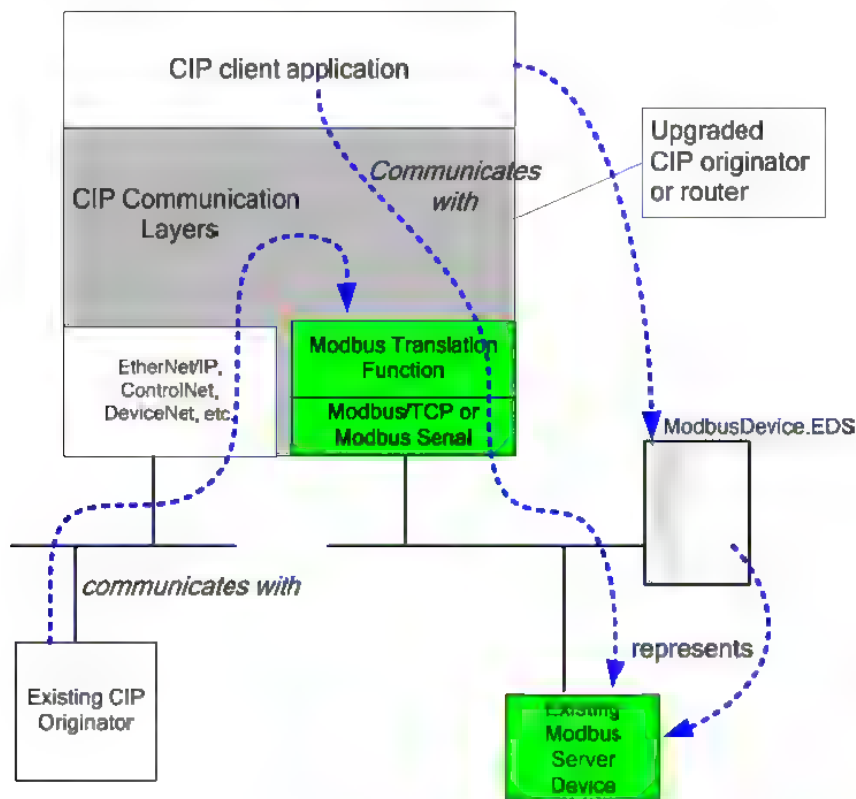 CIP client application
Upgraded
CIP originator
or router
Communicates
with
CIP Communication
Layers
Modbus Translation
Function
EtherNet/IP,
ControlNet,
DeviceNet, etc.
Modbus/TCP or
Modbus Serial
ModbusDevice.EDS
communicates with
represents
Existing CIP
Originator
Existing
Modbus
Server
Device